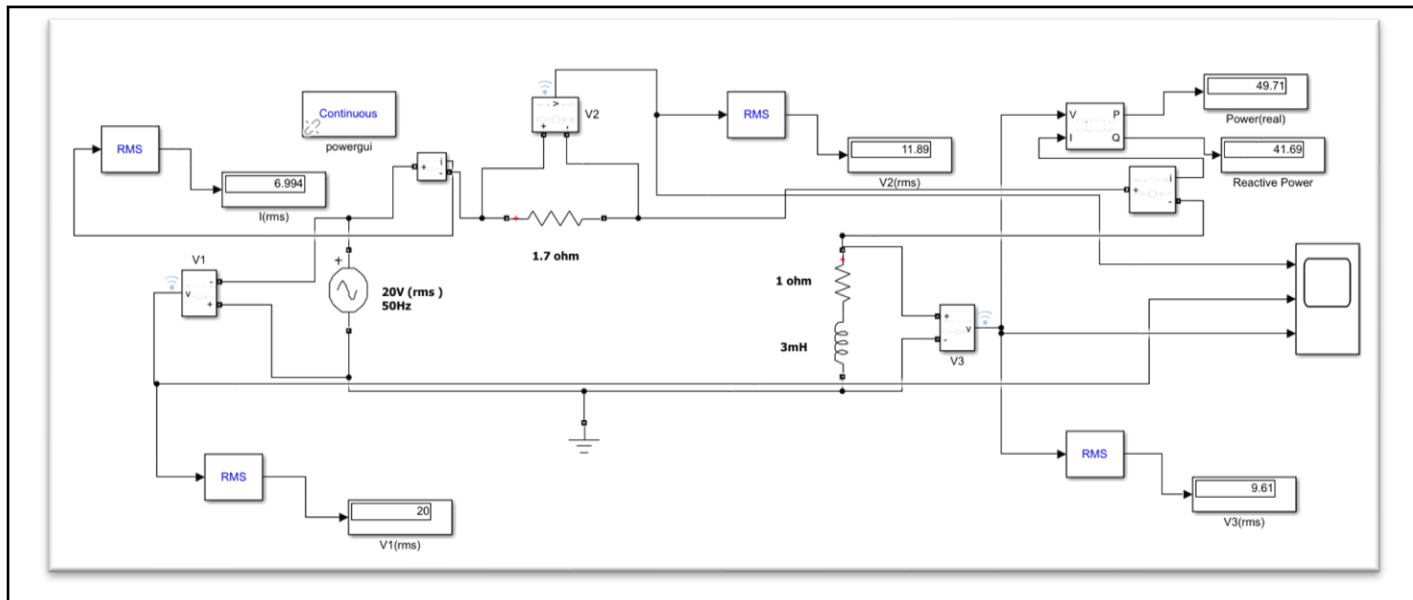 Continuous
powergui
RMS
6.994
I(rms)
V2
RMS
11.89
V2(rms)
V P
I Q
49.71
Power(real)
41.69
Reactive Power
+ i
-
+ -
1.7 ohm
V1
v
-
+
+
20V (rms )
50Hz
+ i
-
1 ohm
3mH
+
-
v
V3
RMS
20
V1(rms)
RMS
9.61
V3(rms)